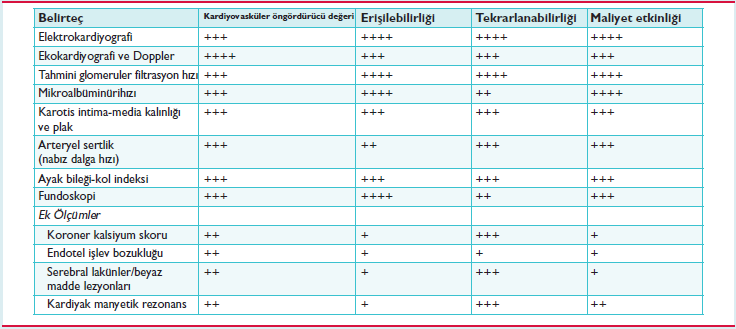 Belirteç Kardiyovasküler öngördürücü değeri Erişilebilirliği Tekrarlanabilirliği Maliyet etkinliği
Elektrokardiyografi +++ ++++ ++++ ++++
Ekokardiyografi ve Doppler ++++ +++ +++ +++
Tahmini glomeruler filtrasyon hızı +++ ++++ ++++ ++++
Mikroalbüminürihızı +++ ++++ ++ ++++
Karotis intima-media kalınlığı +++ +++ +++ +++
ve plak
Arteryel sertlik +++ ++ +++ +++
(nabız dalga hızı)
Ayak bileği-kol indeksi +++ +++ +++ +++
Fundoskopi +++ ++++ ++ +++
Ek Ölçümler
Koroner kalsiyum skoru ++ + +++ +
Endotel işlev bozukluğu ++ + + +
Serebral lakünler/beyaz ++ + +++ +
madde lezyonları
Kardiyak manyetik rezonans ++ + +++ ++